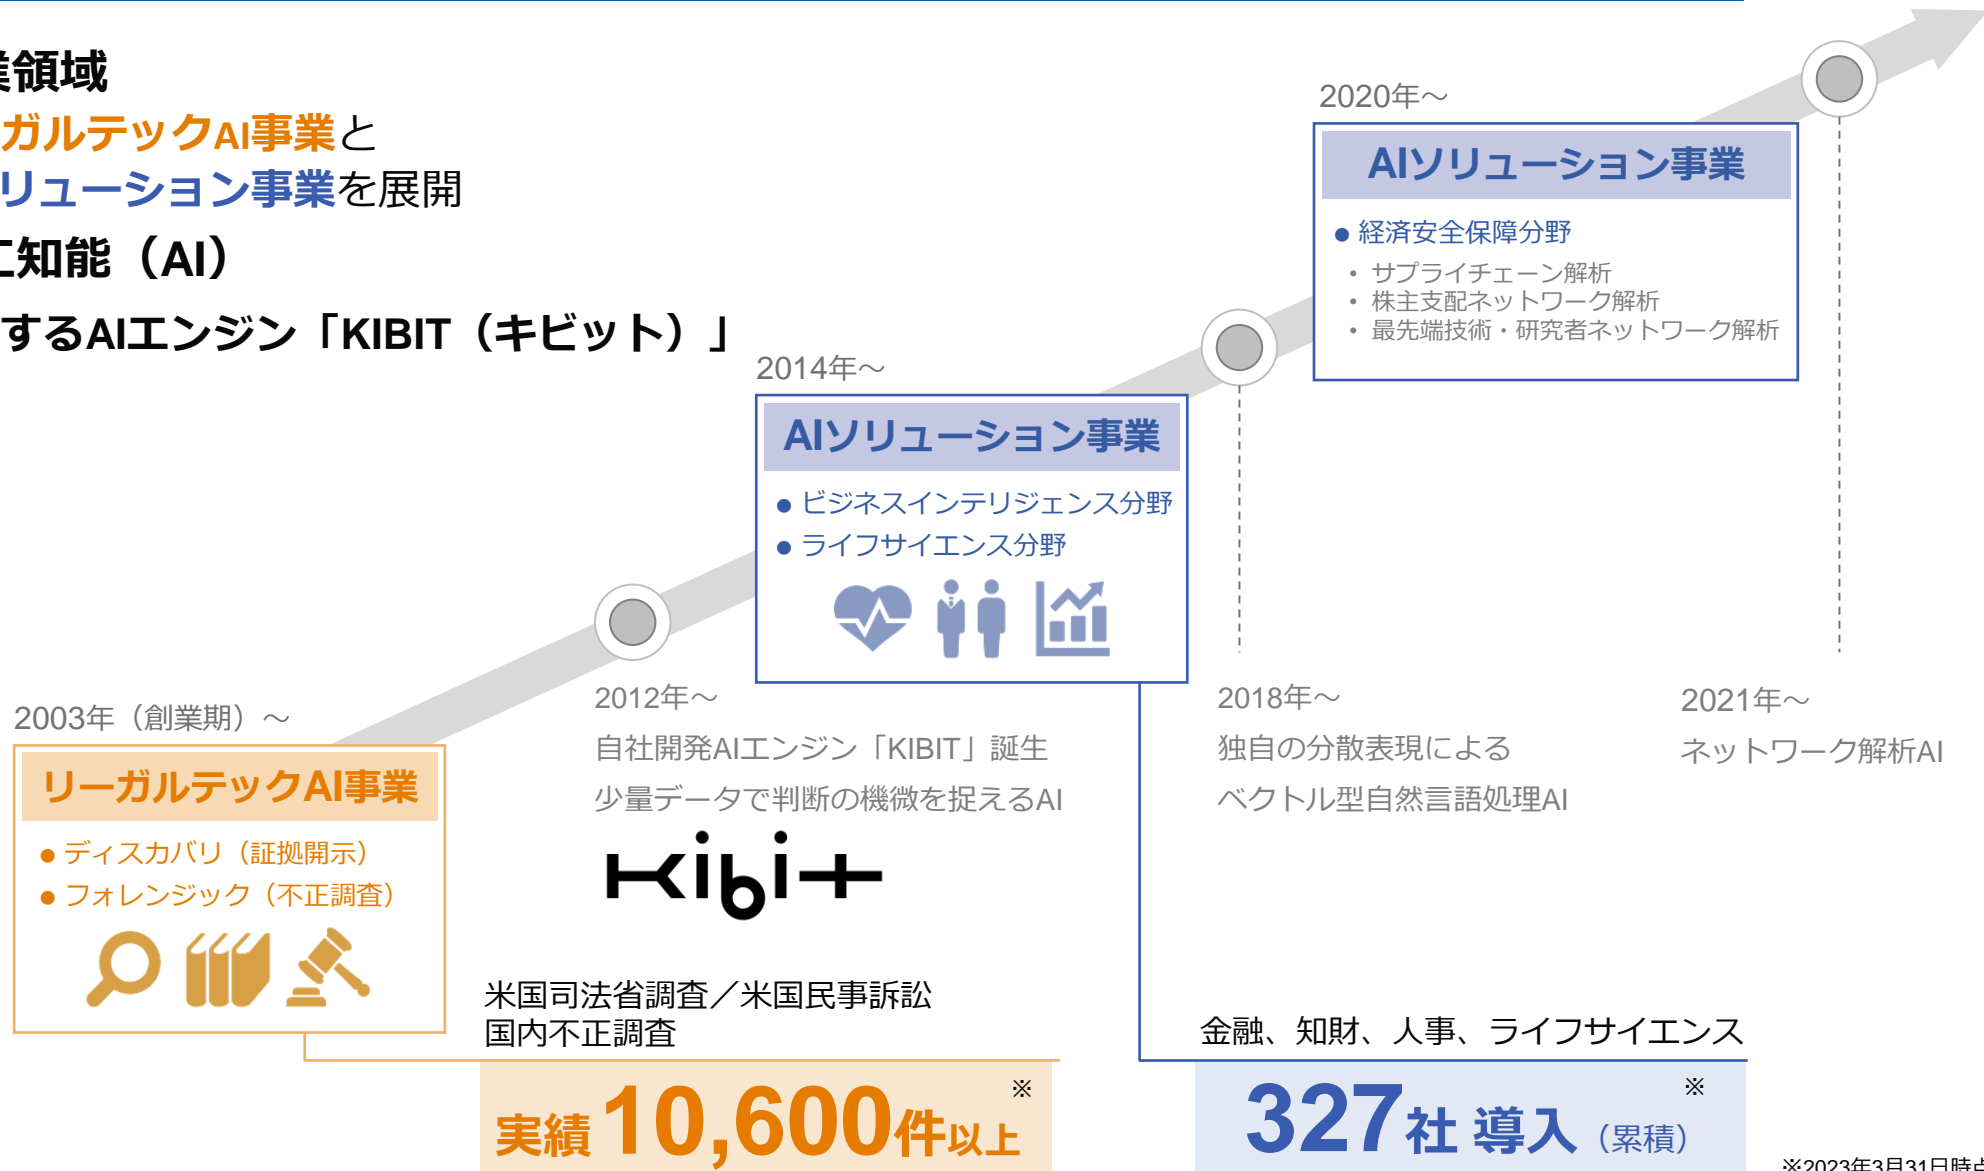 業領域
ガルテックAI事業と
リューション事業を展開
工知能（AI）
するAIエンジン「KIBIT（キビット）」
2020年～
AIソリューション事業
● 経済安全保障分野
・ サプライチェーン解析
・ 株主支配ネットワーク解析
・ 最先端技術・研究者ネットワーク解析
2014年～
AIソリューション事業
● ビジネスインテリジェンス分野
● ライフサイエンス分野
2003年（創業期）～
リーガルテックAI事業
● ディスカバリ（証拠開示）
● フォレンジック（不正調査）
2012年～
自社開発AIエンジン「KIBIT」誕生
少量データで判断の機微を捉えるAI
kibit
2018年～
独自の分散表現による
ベクトル型自然言語処理AI
2021年～
ネットワーク解析AI
米国司法省調査／米国民事訴訟
国内不正調査
実績 10,600件以上 ※
金融、知財、人事、ライフサイエンス
327社 導入（累積） ※
※2023年3月31日時点